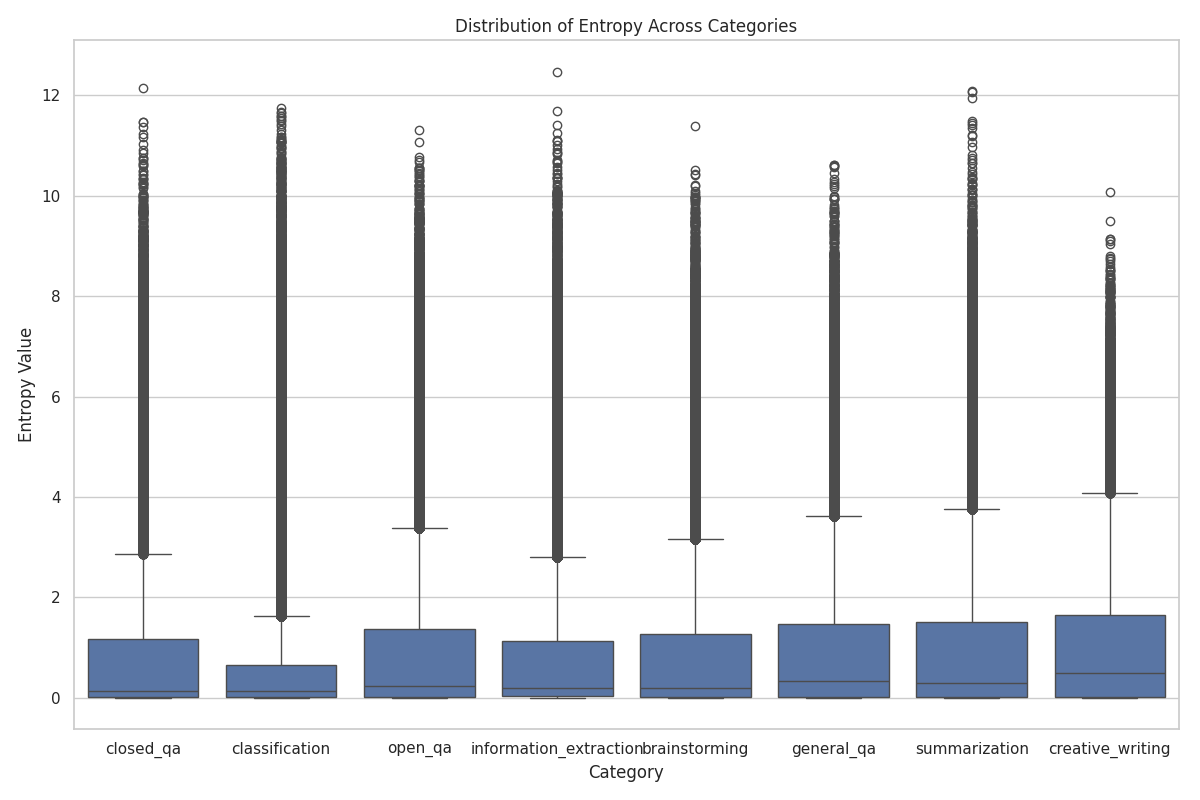 Distribution of Entropy Across Categories
Entropy Value
12
10
8
6
4
2
0
closed_qa classification open_qa information_extraction brainstorming general_qa summarization creative_writing
Category